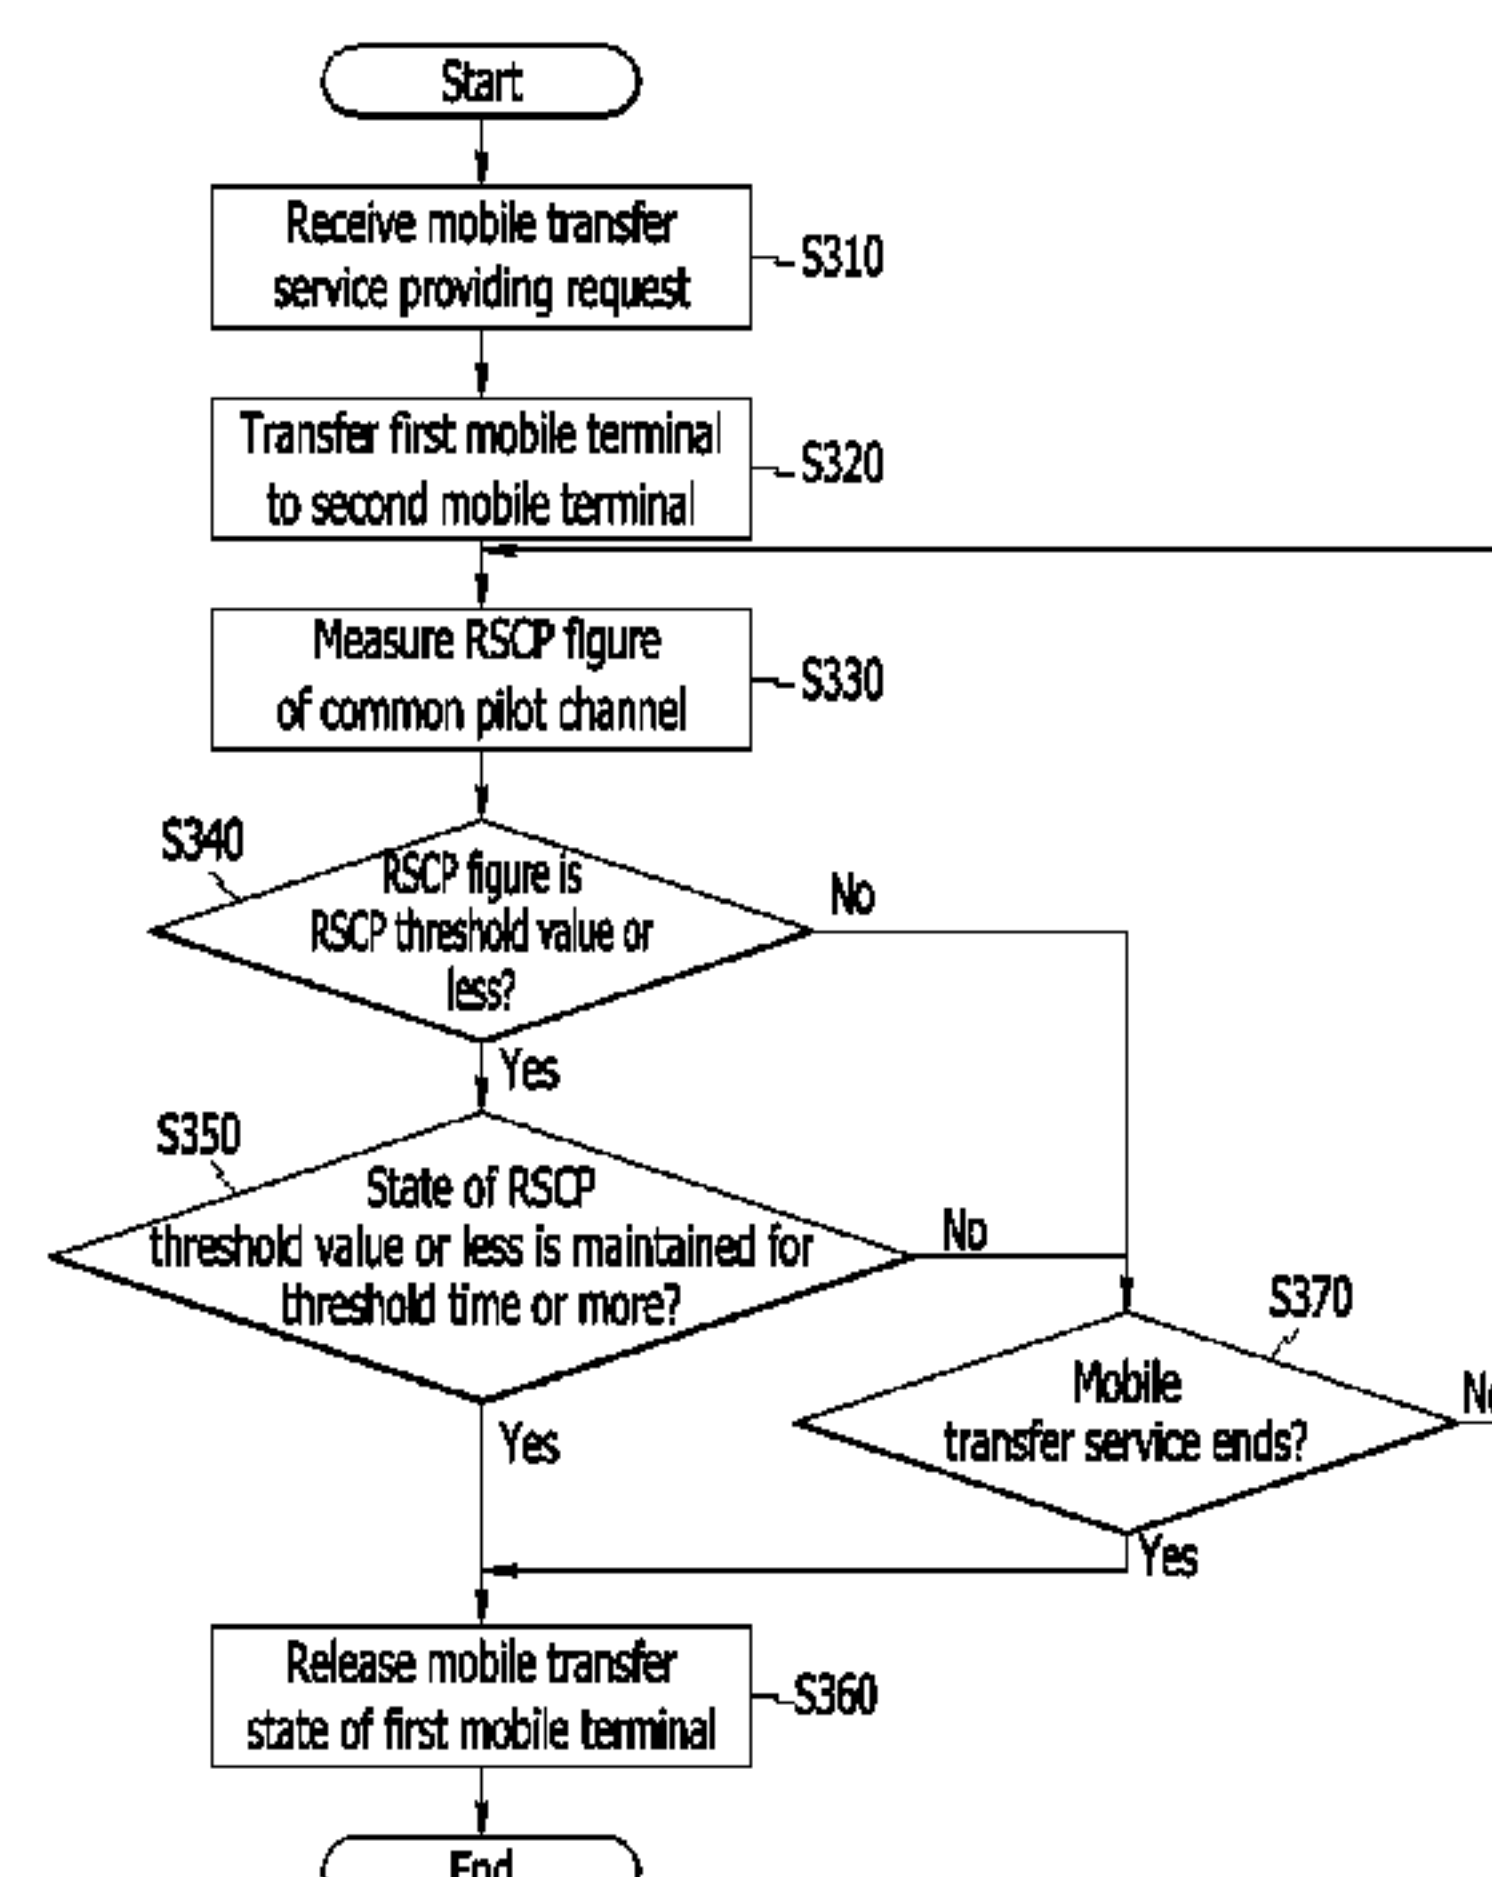 Start
Receive mobile transfer
service providing request
S310
Transfer first mobile terminal
to second mobile terminal
S320
Measure RSCP figure
of common pilot channel
S330
S340
RSCP figure is
RSCP threshold value or
less?
No
Yes
S350
State of RSCP
threshold value or less is maintained for
threshold time or more?
No
Yes
S370
Mobile
transfer service ends?
No
Yes
Release mobile transfer
state of first mobile terminal
S360
End